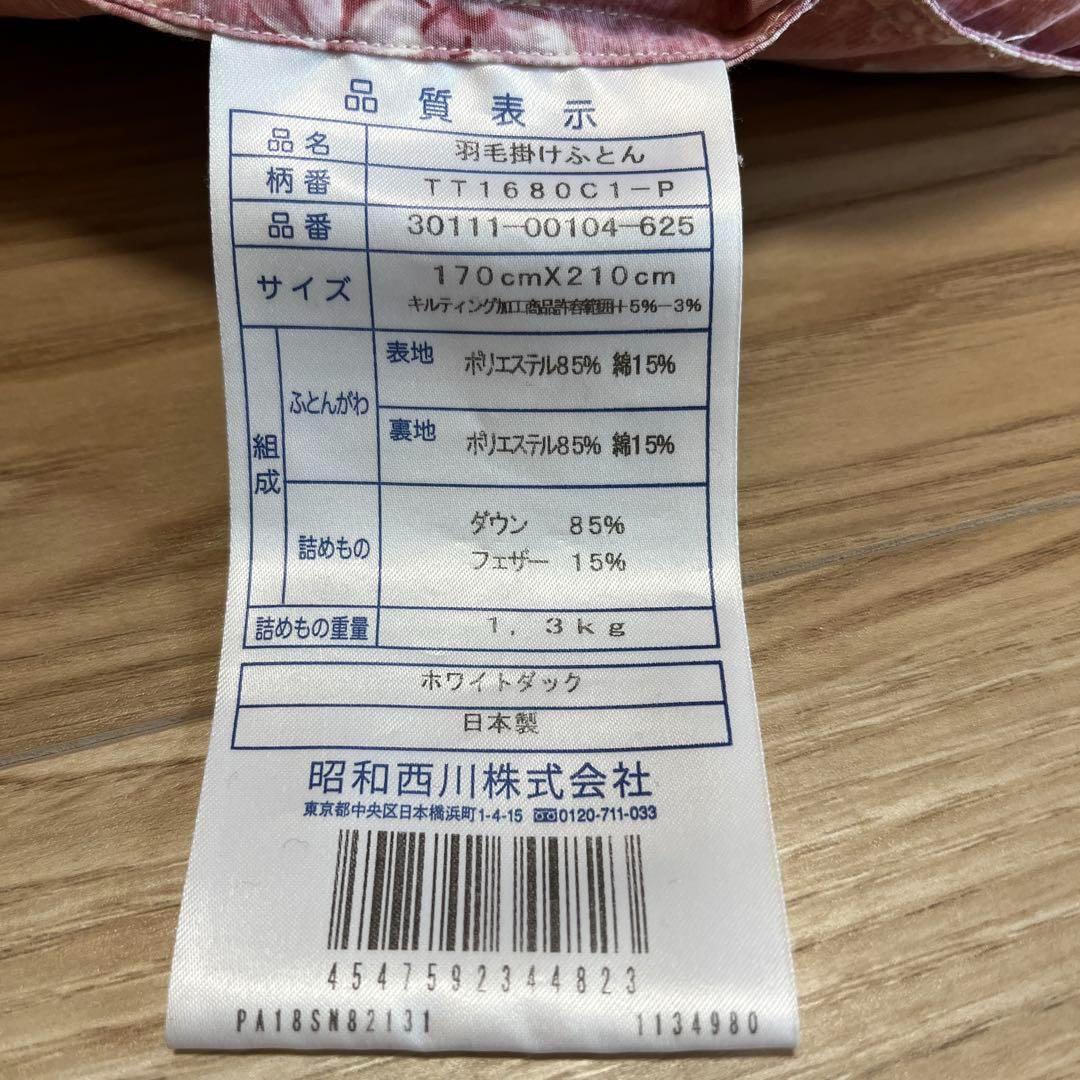 品質表示
品名 羽毛掛けふとん
柄番 TT1680C1-P
品番 30111-00104-625
サイズ 170cmX210cm
キルティング加工商品許容範囲+5%-3%
組成 ふとんがわ 表地 ポリエステル85% 綿15%
裏地 ポリエステル85% 綿15%
詰めもの ダウン 85%
フェザー 15%
詰めもの重量 1,3kg
ホワイトダック
日本製
昭和西川株式会社
東京都中央区日本橋浜町1-4-15 0120-711-033
4547592344823
PA18SN82131 1134980